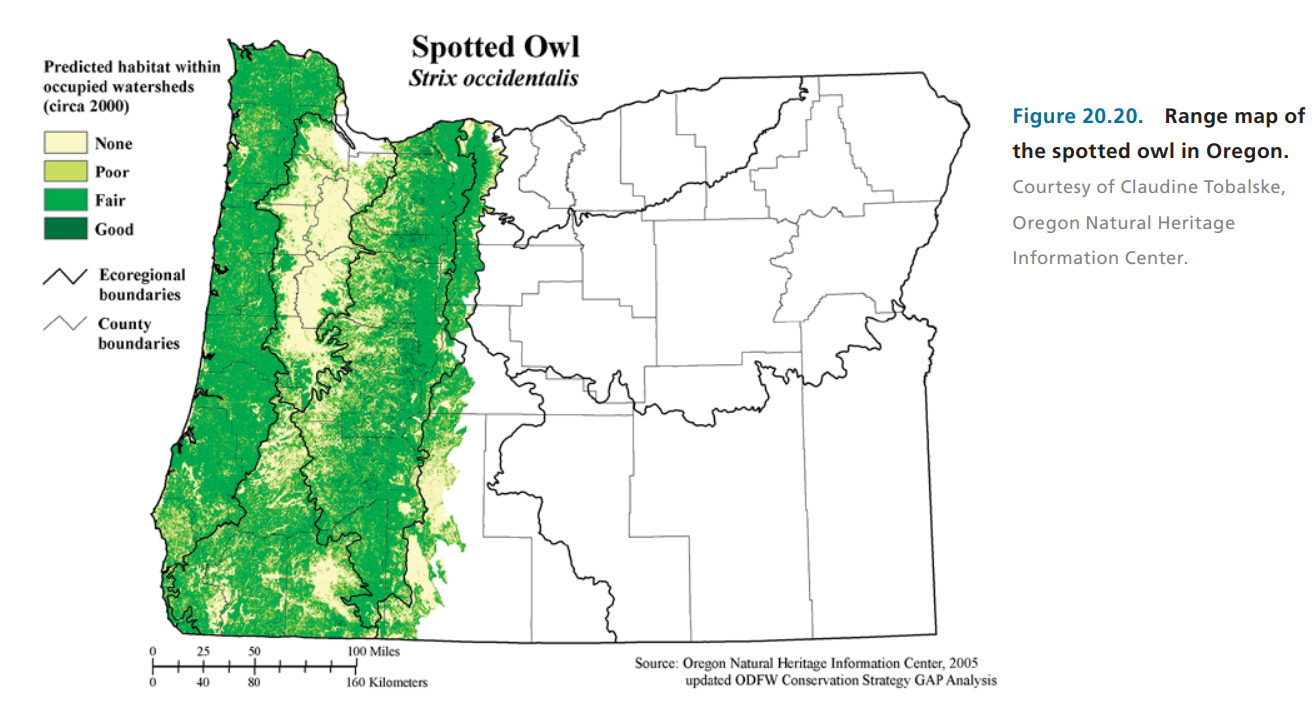 Spotted Owl
Strix occidentalis
Predicted habitat within
occupied watersheds
(circa 2000)
None
Poor
Fair
Good
Ecoregional
boundaries
County
boundaries
0 25 50 100 Miles
0 40 80 160 Kilometers
Source: Oregon Natural Heritage Information Center, 2005
updated ODFW Conservation Strategy GAP Analysis
Figure 20.20. Range map of
the spotted owl in Oregon.
Courtesy of Claudine Tobalske,
Oregon Natural Heritage
Information Center.